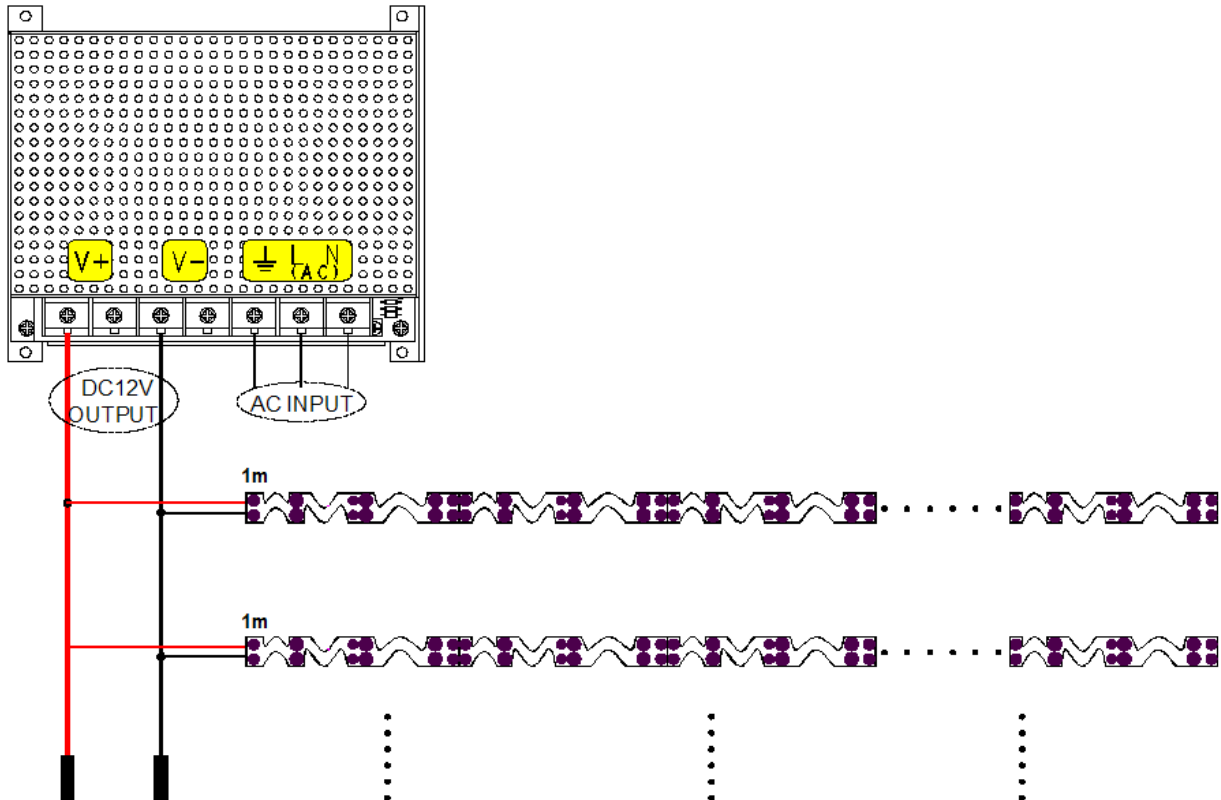 V+
V-
⏚ L N
(AC)
DC12V
OUTPUT
AC INPUT
1m
1m